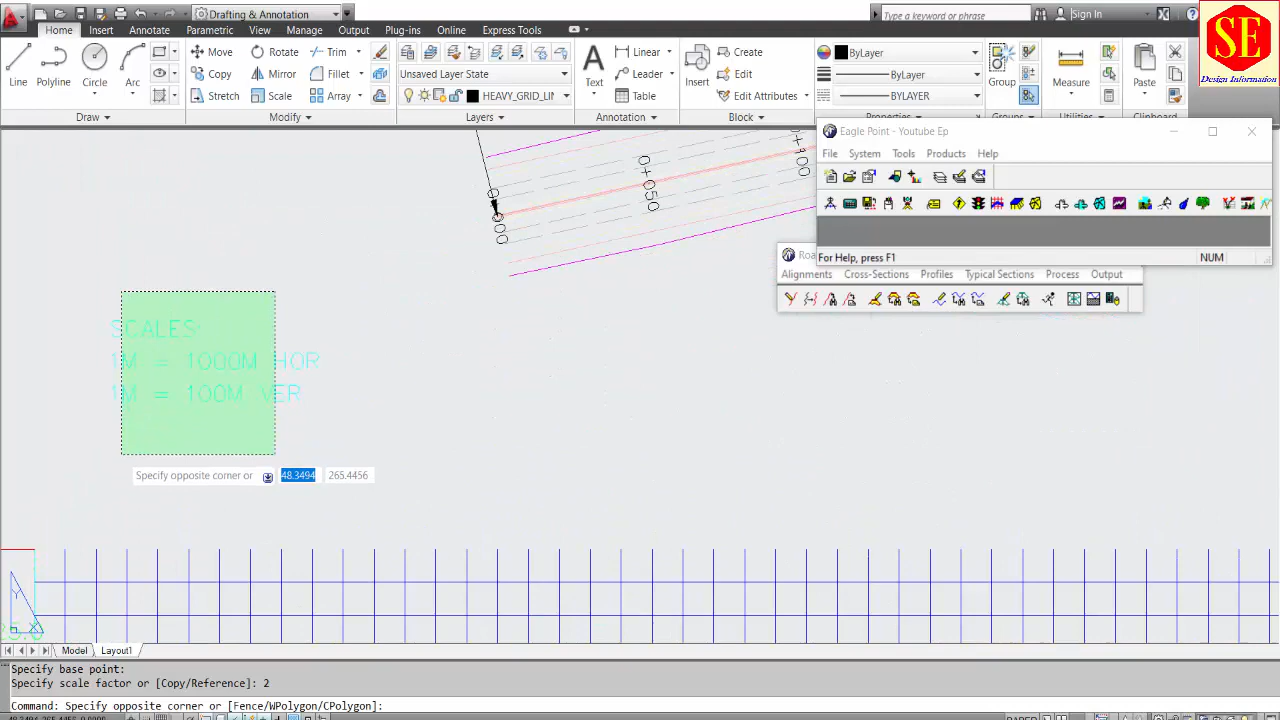 Drafting & Annotation
Type a keyword or phrase
Sign In
SE
Design Information
Home Insert Annotate Parametric View Manage Output Plug-ins Online Express Tools
Line Polyline Circle Arc
Move Rotate Trim
Copy Mirror Fillet
Stretch Scale Array
Unsaved Layer State
HEAVY_GRID_LI
Text
Linear
Leader
Table
Insert
Create
Edit
Edit Attributes
ByLayer
ByLayer
BYLAYER
Group
Measure
Paste
Draw Modify Layers Annotation Block Properties Groups Utilities Clipboard
Eagle Point - Youtube Ep
File System Tools Products Help
For Help, press F1
NUM
Alignments Cross-Sections Profiles Typical Sections Process Output
0+050
SCALES:
1M = 1000M HOR
1M = 100M VER
Specify opposite corner or 48.3494 265.4456
Y
X
Model Layout1
Specify base point:
Specify scale factor or [Copy/Reference]: 2
Command: Specify opposite corner or [Fence/WPolygon/CPolygon]: